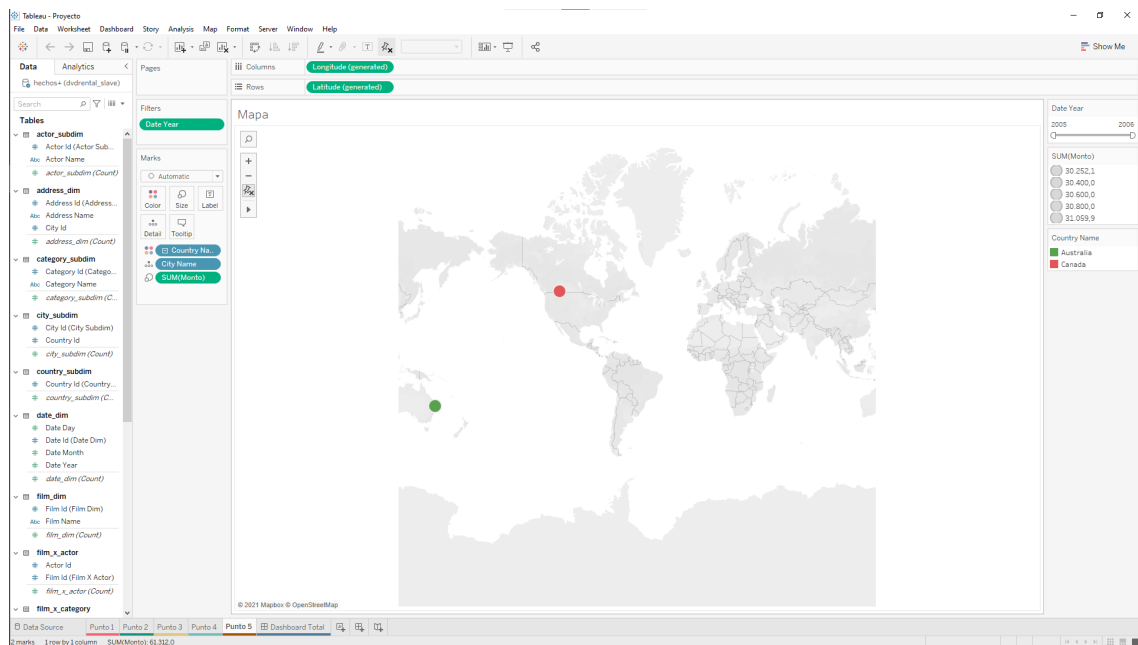 Tableau - Proyecto
File Data Worksheet Dashboard Story Analysis Map Format Server Window Help
Show Me
Data Analytics
hechos+ (dvdrental_slave)
Search
Tables
actor_subdim
Actor Id (Actor Sub...
Abc Actor Name
actor_subdim (Count)
address_dim
Address Id (Address...
Abc Address Name
City Id
address_dim (Count)
category_subdim
Category Id (Catego...
Abc Category Name
category_subdim (C...
city_subdim
City Id (City Subdim)
Country Id
city_subdim (Count)
country_subdim
Country Id (Country...
country_subdim (C...
date_dim
Date Day
Date Id (Date Dim)
Date Month
Date Year
date_dim (Count)
film_dim
Film Id (Film Dim)
Abc Film Name
film_dim (Count)
film_x_actor
Actor Id
Film Id (Film X Actor)
film_x_actor (Count)
film_x_category
Pages
Filters
Date Year
Marks
Automatic
Color Size Label
Detail Tooltip
Country Na..
City Name
SUM(Monto)
Columns Longitude (generated)
Rows Latitude (generated)
Mapa
© 2021 Mapbox © OpenStreetMap
Date Year
2005 2006
SUM(Monto)
30.252,1
30.400,0
30.600,0
30.800,0
31.059,9
Country Name
Australia
Canada
Data Source Punto 1 Punto 2 Punto 3 Punto 4 Punto 5 Dashboard Total
2 marks 1 row by 1 column SUM(Monto): 61.312,0